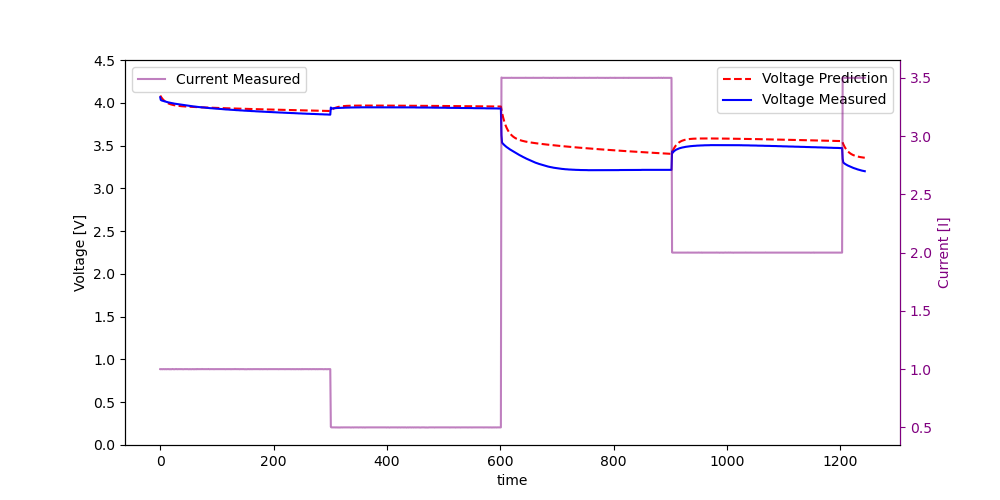 Current Measured
Voltage Prediction
Voltage Measured
4.5
4.0
3.5
3.0
2.5
2.0
1.5
1.0
0.5
0.0
Voltage [V]
3.5
3.0
2.5
2.0
1.5
1.0
0.5
Current [I]
0 200 400 600 800 1000 1200
time